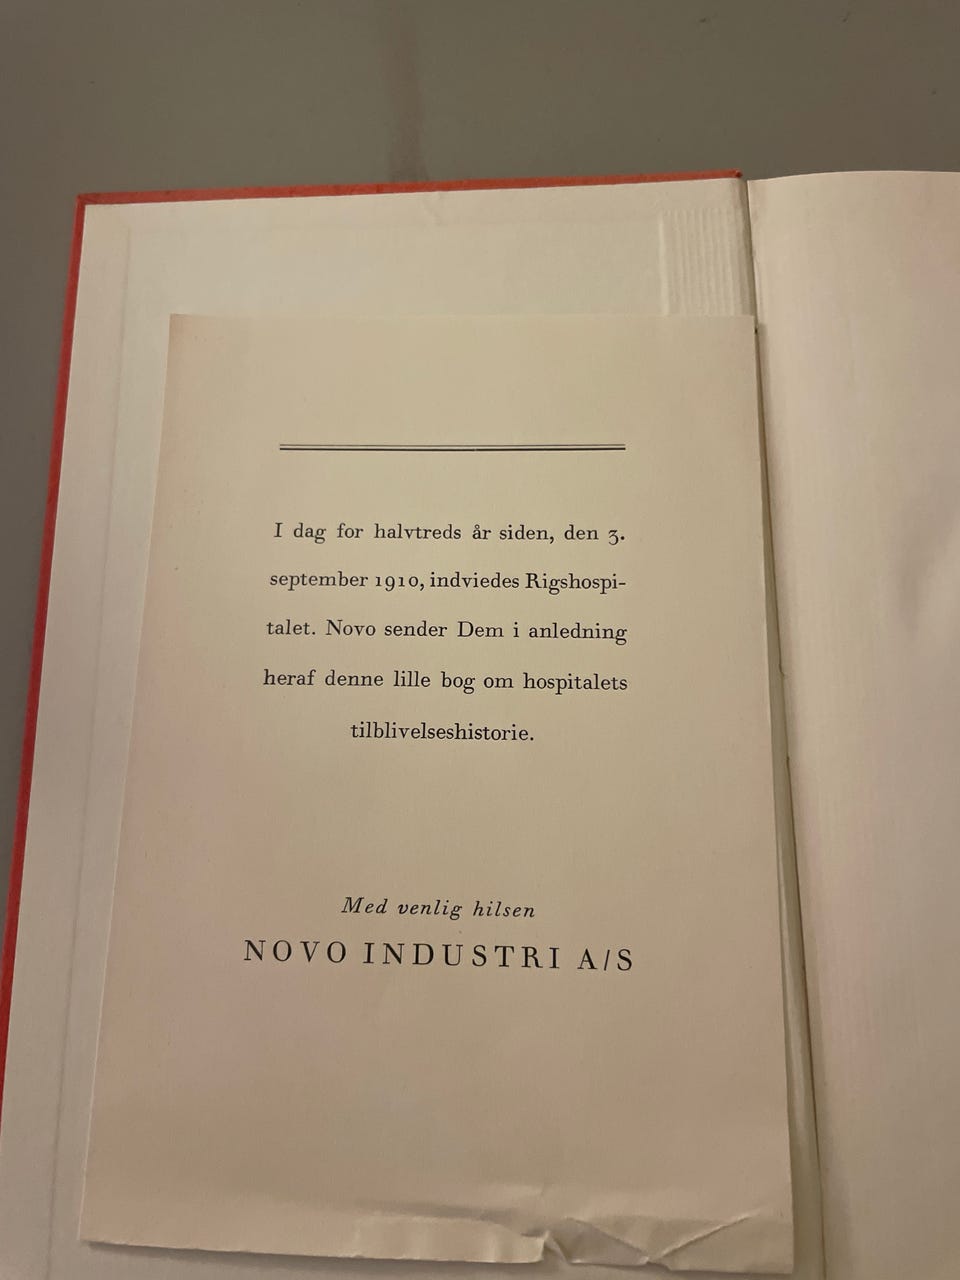 I dag for halvtreds år siden, den 3.
september 1910, indviedes Rigshospi-
talet. Novo sender Dem i anledning
heraf denne lille bog om hospitalets
tilblivelseshistorie.
Med venlig hilsen
NOVO INDUSTRI A/S